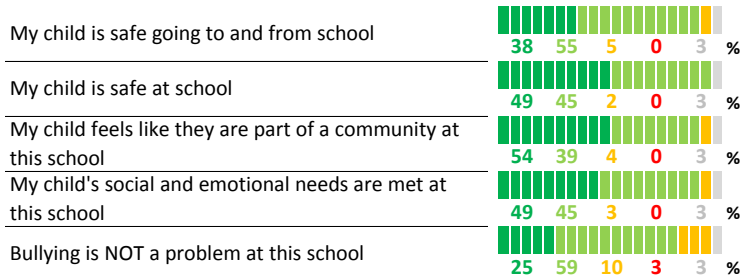 My child is safe going to and from school
38 55 5 0 3 %
My child is safe at school
49 45 2 0 3 %
My child feels like they are part of a community at
this school
54 39 4 0 3 %
My child's social and emotional needs are met at
this school
49 45 3 0 3 %
Bullying is NOT a problem at this school
25 59 10 3 3 %